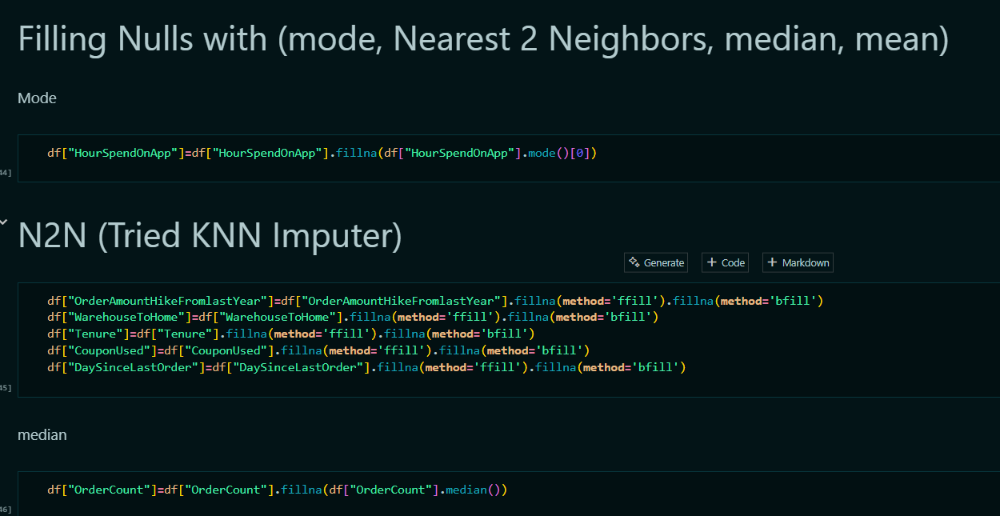 Filling Nulls with (mode, Nearest 2 Neighbors, median, mean)
Mode
df["HourSpendOnApp"]=df["HourSpendOnApp"].fillna(df["HourSpendOnApp"].mode()[0])
44]
N2N (Tried KNN Imputer)
Generate + Code + Markdown
df["OrderAmountHikeFromlastYear"]=df["OrderAmountHikeFromlastYear"].fillna(method='ffill').fillna(method='bfill')
df["WarehouseToHome"]=df["WarehouseToHome"].fillna(method='ffill').fillna(method='bfill')
df["Tenure"]=df["Tenure"].fillna(method='ffill').fillna(method='bfill')
df["CouponUsed"]=df["CouponUsed"].fillna(method='ffill').fillna(method='bfill')
df["DaySinceLastOrder"]=df["DaySinceLastOrder"].fillna(method='ffill').fillna(method='bfill')
45]
median
df["OrderCount"]=df["OrderCount"].fillna(df["OrderCount"].median())
46]